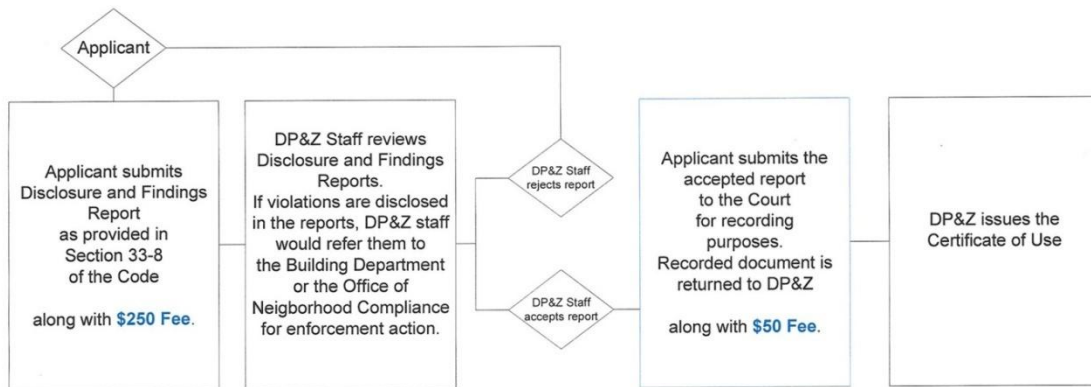 Applicant
Applicant submits
Disclosure and Findings
Report
as provided in
Section 33-8
of the Code
along with $250 Fee.
DP&Z Staff reviews
Disclosure and Findings
Reports.
If violations are disclosed
in the reports, DP&Z staff
would refer them to
the Building Department
or the Office of
Neigborhood Compliance
for enforcement action.
DP&Z Staff
rejects report
DP&Z Staff
accepts report
Applicant submits the
accepted report
to the Court
for recording
purposes.
Recorded document is
returned to DP&Z
along with $50 Fee.
DP&Z issues the
Certificate of Use